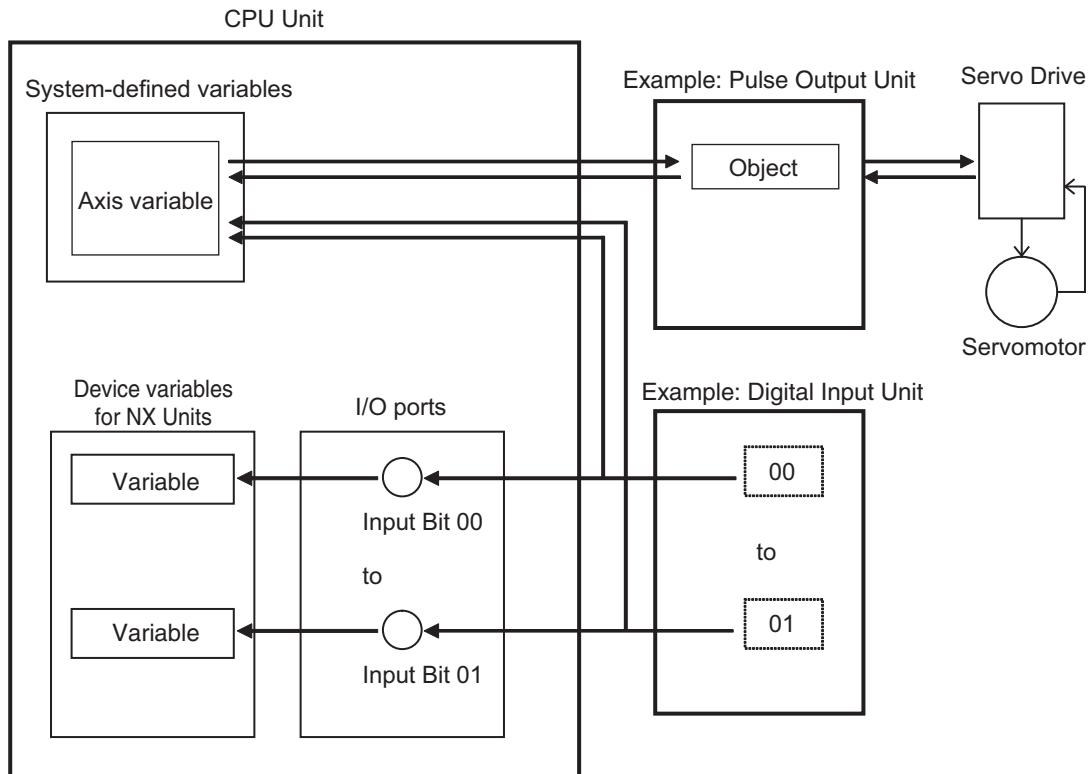 CPU Unit
System-defined variables
Axis variable
Example: Pulse Output Unit
Object
Servo Drive
Servomotor
Device variables
for NX Units
Variable
Variable
I/O ports
Input Bit 00
to
Input Bit 01
Example: Digital Input Unit
00
to
01